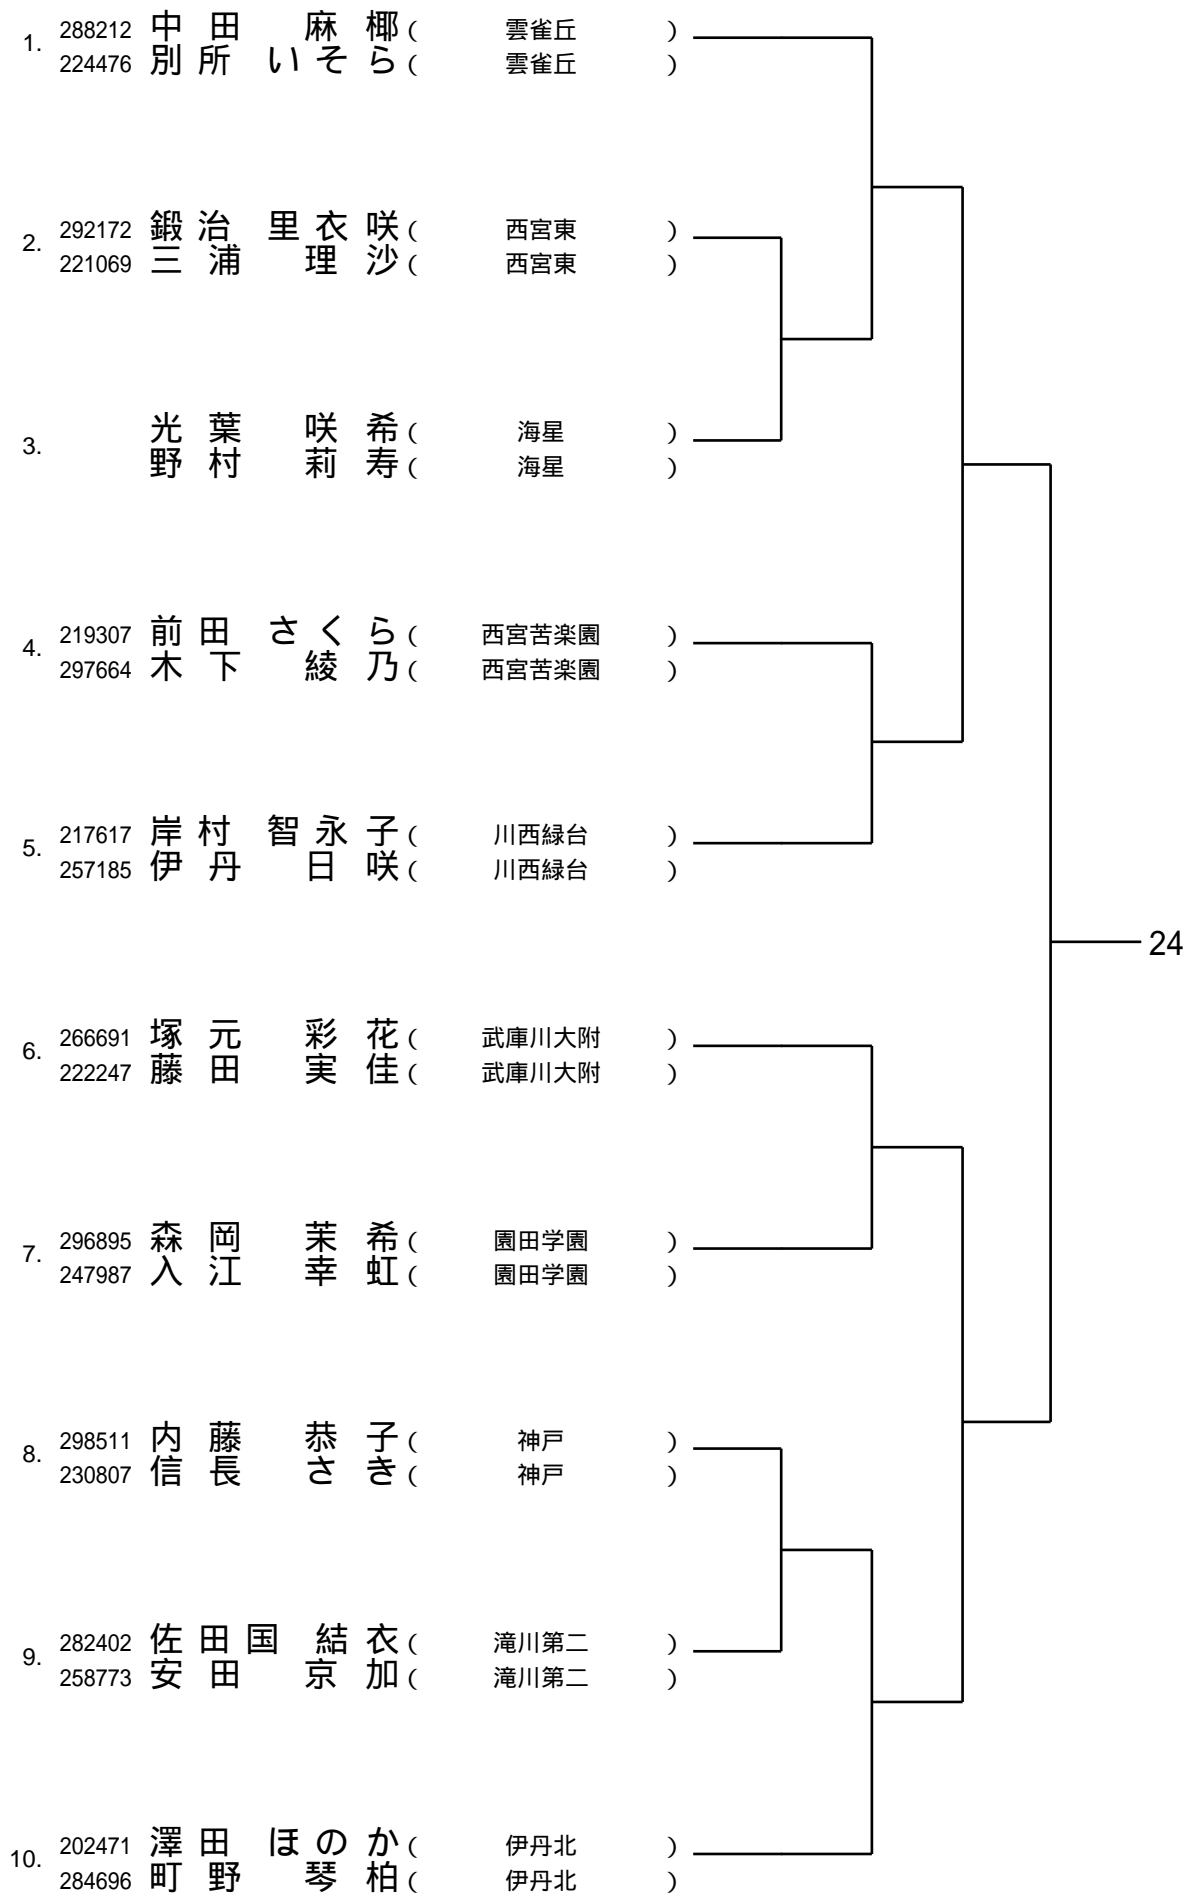 1. 288212 中田 麻椰 ( 雲雀丘 )
224476 別所 いそら ( 雲雀丘 )
2. 292172 鍛治 里衣咲 ( 西宮東 )
221069 三浦 理沙 ( 西宮東 )
3. 光葉 咲希 ( 海星 )
野村 莉寿 ( 海星 )
4. 219307 前田 さくら ( 西宮苦楽園 )
297664 木下 綾乃 ( 西宮苦楽園 )
5. 217617 岸村 智永子 ( 川西緑台 )
257185 伊丹 日咲 ( 川西緑台 )
24
6. 266691 塚元 彩花 ( 武庫川大附 )
222247 藤田 実佳 ( 武庫川大附 )
7. 296895 森岡 茉希 ( 園田学園 )
247987 入江 幸虹 ( 園田学園 )
8. 298511 内藤 恭子 ( 神戸 )
230807 信長 さき ( 神戸 )
9. 282402 佐田国 結衣 ( 滝川第二 )
258773 安田 京加 ( 滝川第二 )
10. 202471 澤田 ほのか ( 伊丹北 )
284696 町野 琴柏 ( 伊丹北 )